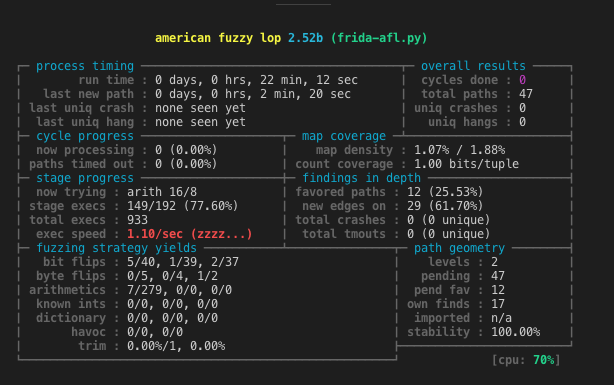 american fuzzy lop 2.52b (frida-afl.py)
process timing overall results
run time : 0 days, 0 hrs, 22 min, 12 sec cycles done : 0
last new path : 0 days, 0 hrs, 2 min, 20 sec total paths : 47
last uniq crash : none seen yet uniq crashes : 0
last uniq hang : none seen yet uniq hangs : 0
cycle progress map coverage
now processing : 0 (0.00%) map density : 1.07% / 1.88%
paths timed out : 0 (0.00%) count coverage : 1.00 bits/tuple
stage progress findings in depth
now trying : arith 16/8 favored paths : 12 (25.53%)
stage execs : 149/192 (77.60%) new edges on : 29 (61.70%)
total execs : 933 total crashes : 0 (0 unique)
exec speed : 1.10/sec (zzzz...) total tmouts : 0 (0 unique)
fuzzing strategy yields path geometry
bit flips : 5/40, 1/39, 2/37 levels : 2
byte flips : 0/5, 0/4, 1/2 pending : 47
arithmetics : 7/279, 0/0, 0/0 pend fav : 12
known ints : 0/0, 0/0, 0/0 own finds : 17
dictionary : 0/0, 0/0, 0/0 imported : n/a
havoc : 0/0, 0/0 stability : 100.00%
trim : 0.00%/1, 0.00%
[cpu: 70%]